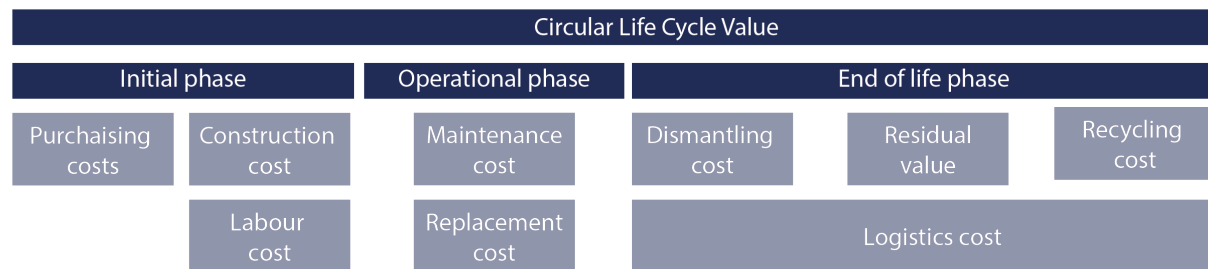 Circular Life Cycle Value
Initial phase
Operational phase
End of life phase
Purchaising
costs
Construction
cost
Maintenance
cost
Dismantling
cost
Residual
value
Recycling
cost
Labour
cost
Replacement
cost
Logistics cost